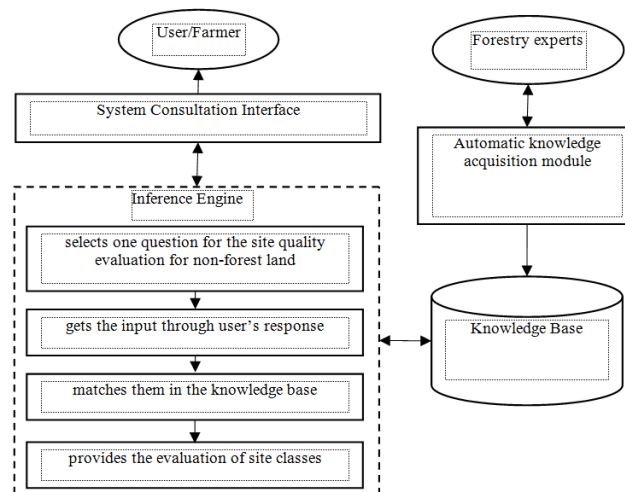 User/Farmer
Forestry experts
System Consultation Interface
Automatic knowledge
acquisition module
Inference Engine
selects one question for the site quality
evaluation for non-forest land
gets the input through user's response
matches them in the knowledge base
provides the evaluation of site classes
Knowledge Base